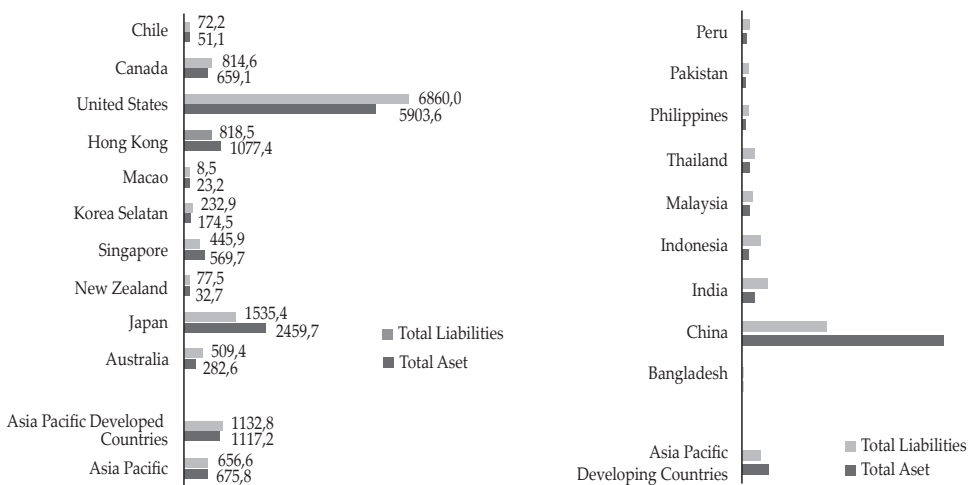 Chile
72,2
51,1
Canada
814,6
659,1
United States
6860,0
5903,6
Hong Kong
818,5
1077,4
Macao
8,5
23,2
Korea Selatan
232,9
174,5
Singapore
445,9
569,7
New Zealand
77,5
32,7
Japan
1535,4
2459,7
Australia
509,4
282,6
Total Liabilities
Total Aset
Asia Pacific Developed
Countries
1132,8
1117,2
Asia Pacific
656,6
675,8
Peru
Pakistan
Philippines
Thailand
Malaysia
Indonesia
India
China
Bangladesh
Asia Pacific
Developing Countries
Total Liabilities
Total Aset